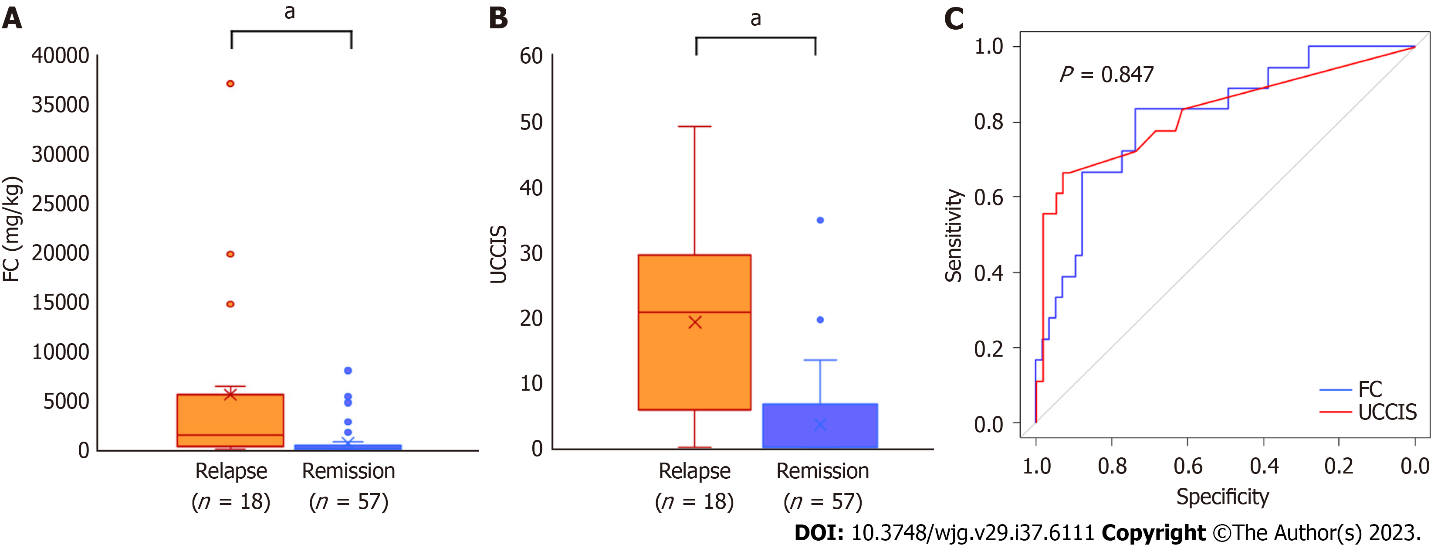 A
a
FC (mg/kg)
40000
35000
30000
25000
20000
15000
10000
5000
0
Relapse
(n = 18)
Remission
(n = 57)
B
a
UCCIS
60
50
40
30
20
10
0
Relapse
(n = 18)
Remission
(n = 57)
C
P = 0.847
Sensitivity
1.0
0.8
0.6
0.4
0.2
0.0
FC
UCCIS
1.0 0.8 0.6 0.4 0.2 0.0
Specificity
DOI: 10.3748/wjg.v29.i37.6111 Copyright ©The Author(s) 2023.